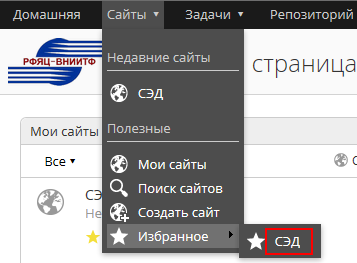 Домашняя Сайты Задачи Репозиторий
РФЯЦ-ВНИИТФ
Недавние сайты
страница
СЭД
Полезные
Мои сайты
Все
Мои сайты
Поиск сайтов
Создать сайт
Избранное
СЭД